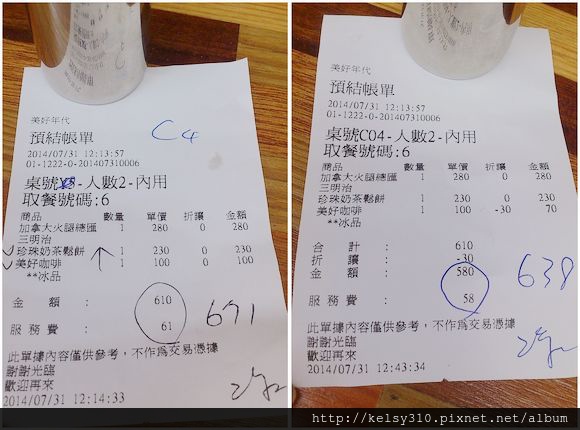 美好年代
預結帳單
C4
2014/07/31 12:13:57
01-1222-0-201407310006
桌號 -人數2-內用
取餐號碼:6
商品 數量 單價 折讓 金額
加拿大火腿總匯 1 280 0 280
三明治
珍珠奶茶鬆餅 1 230 0 230
美好咖啡 1 100 0 100
**冰品
金 額 : 610
服務費 : 61
671
此單據內容僅供參考，不作為交易憑據
謝謝光臨
歡迎再來
2014/07/31 12:14:33
美好年代
預結帳單
2014/07/31 12:13:57
01-1222-0-201407310006
桌號C04-人數2-內用
取餐號碼:6
商品 數量 單價 折讓 金額
加拿大火腿總匯 1 280 0 280
三明治
珍珠奶茶鬆餅 1 230 0 230
美好咖啡 1 100 -30 70
合 計 : 610
折 讓 : -30
金 額 : 580
服務費 : 58
638
此單據內容僅供參考，不作為交易憑據
謝謝光臨
歡迎再來
2014/07/31 12:43:34
http://kelsy310.pixnet.net/album